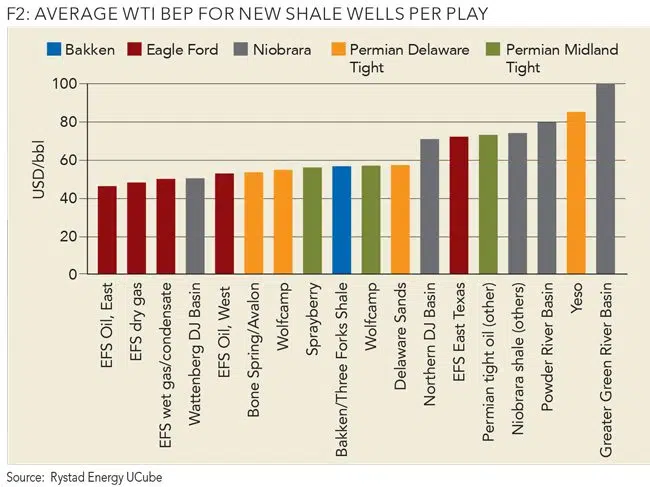 F2: AVERAGE WTI BEP FOR NEW SHALE WELLS PER PLAY
Bakken
Eagle Ford
Niobrara
Permian Delaware
Tight
Permian Midland
Tight
USD/bbl
100
80
60
40
20
0
EFS Oil, East
EFS dry gas
EFS wet gas/condensate
Wattenberg DJ Basin
EFS Oil, West
Bone Spring/Avalon
Wolfcamp
Sprayberry
Bakken/Three Forks Shale
Wolfcamp
Delaware Sands
Northern DJ Basin
EFS East Texas
Permian tight oil (other)
Niobrara shale (others)
Powder River Basin
Yeso
Greater Green River Basin
Source: Rystad Energy UCube